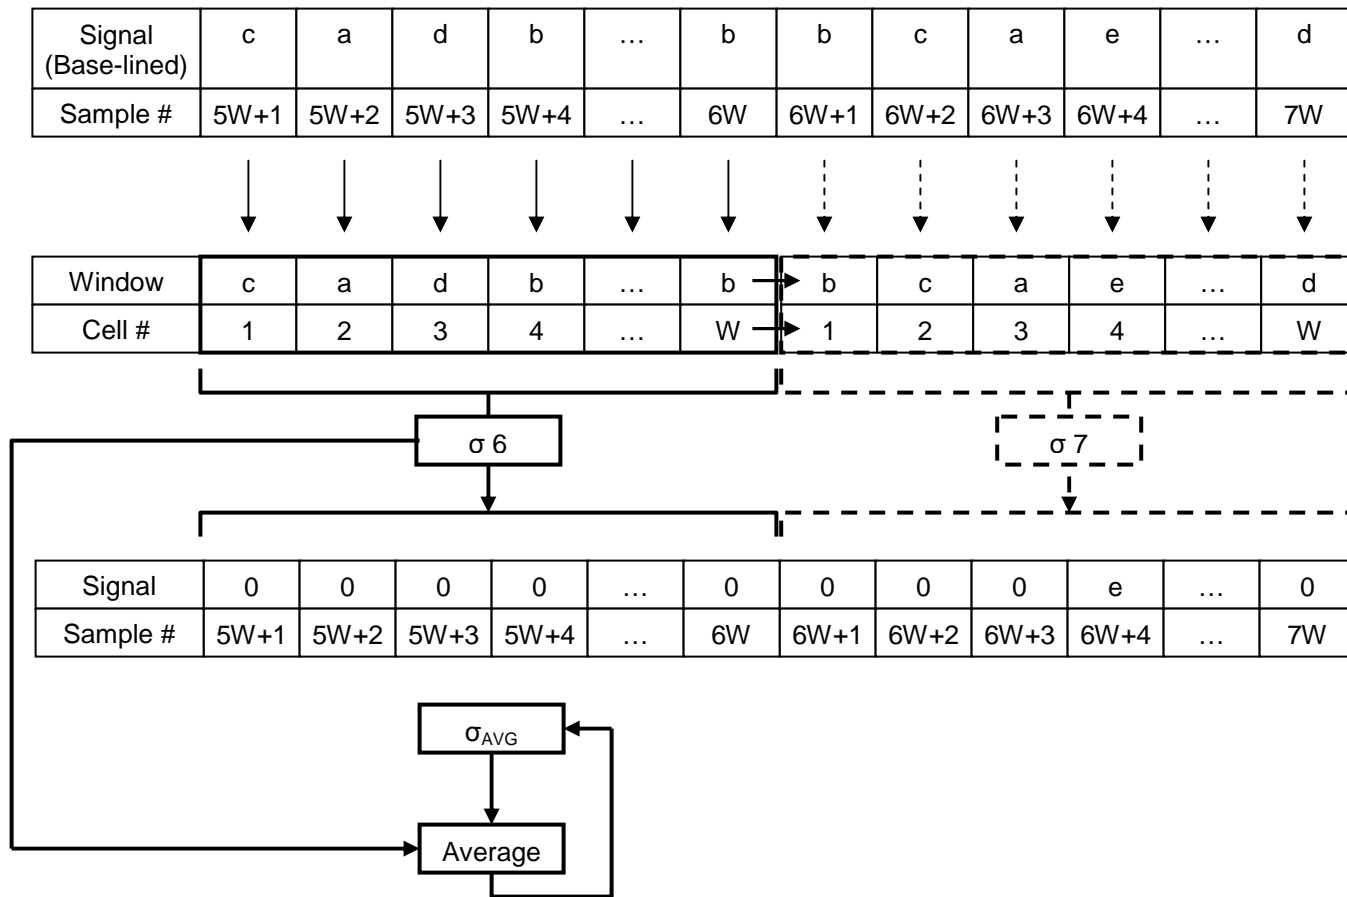 Signal (Base-lined) c a d b … b b c a e … d
Sample # 5W+1 5W+2 5W+3 5W+4 … 6W 6W+1 6W+2 6W+3 6W+4 … 7W
Window c a d b … b b c a e … d
Cell # 1 2 3 4 … W 1 2 3 4 … W
σ 6 σ 7
Signal 0 0 0 0 … 0 0 0 0 e … 0
Sample # 5W+1 5W+2 5W+3 5W+4 … 6W 6W+1 6W+2 6W+3 6W+4 … 7W
σAVG
Average